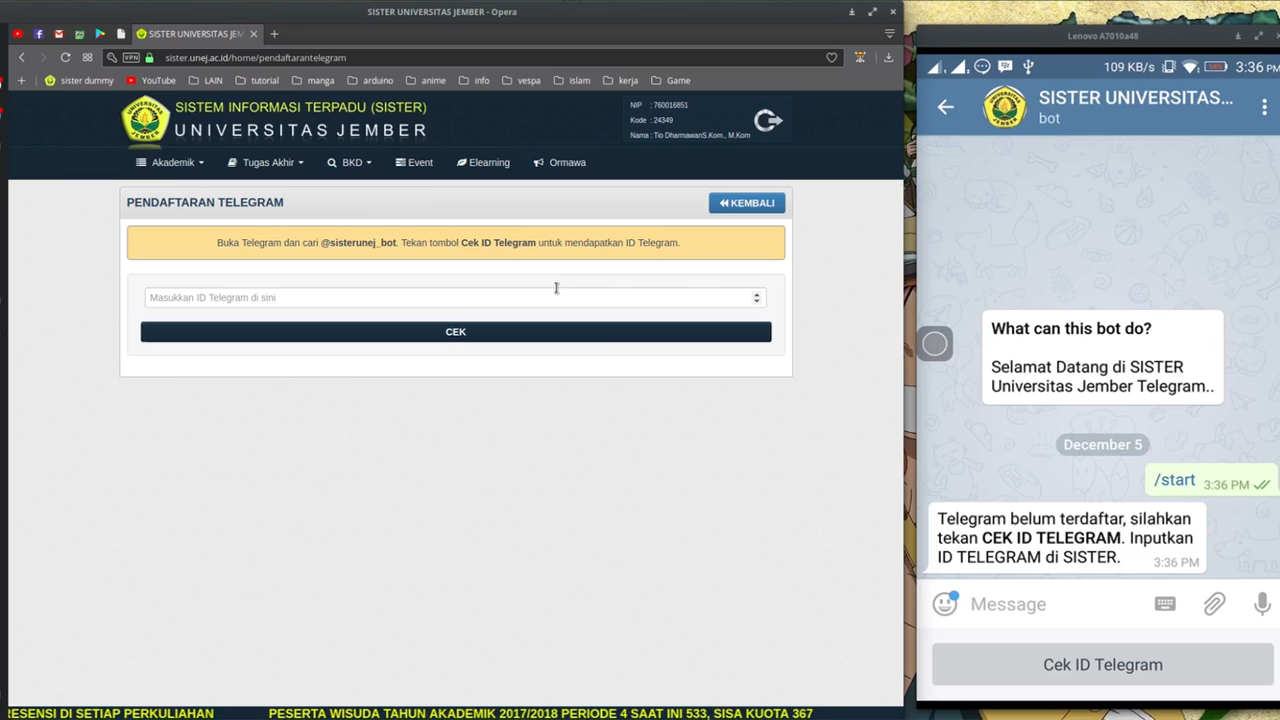 SISTER UNIVERSITAS JEMBER - Opera
SISTER UNIVERSITAS JEM
VPN
sister.unej.ac.id/home/pendaftarantelegram
sister dummy
YouTube
LAIN
tutorial
manga
arduino
anime
info
vespa
islam
kerja
Game
SISTEM INFORMASI TERPADU (SISTER)
UNIVERSITAS JEMBER
NIP : 760016851
Kode : 24349
Nama : Tio DharmawanS.Kom., M.Kom
Akademik
Tugas Akhir
BKD
Event
Elearning
Ormawa
PENDAFTARAN TELEGRAM
KEMBALI
Buka Telegram dan cari @sisterunej_bot. Tekan tombol Cek ID Telegram untuk mendapatkan ID Telegram.
Masukkan ID Telegram di sini
CEK
RESENSI DI SETIAP PERKULIAHAN
PESERTA WISUDA TAHUN AKADEMIK 2017/2018 PERIODE 4 SAAT INI 533, SISA KUOTA 367
Lenovo A7010a48
109 KB/s
3:36 PM
SISTER UNIVERSITAS...
bot
What can this bot do?
Selamat Datang di SISTER
Universitas Jember Telegram..
December 5
/start 3:36 PM
Telegram belum terdaftar, silahkan
tekan CEK ID TELEGRAM. Inputkan
ID TELEGRAM di SISTER.
3:36 PM
Message
Cek ID Telegram